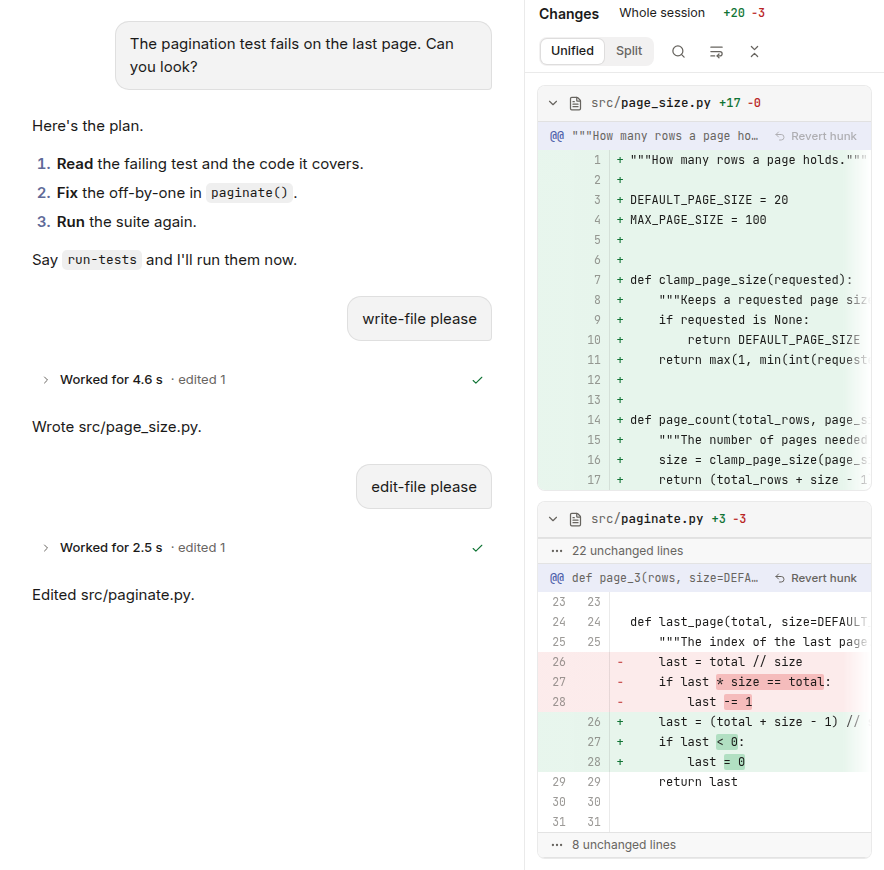 The pagination test fails on the last page. Can
you look?
Here's the plan.
1. Read the failing test and the code it covers.
2. Fix the off-by-one in paginate().
3. Run the suite again.
Say run-tests and I'll run them now.
write-file please
Worked for 4.6 s · edited 1
Wrote src/page_size.py.
edit-file please
Worked for 2.5 s · edited 1
Edited src/paginate.py.
Changes Whole session +20 -3
Unified Split
src/page_size.py +17 -0
@@ """How many rows a page ho… Revert hunk
1 + """How many rows a page holds."""
2 +
3 + DEFAULT_PAGE_SIZE = 20
4 + MAX_PAGE_SIZE = 100
5 +
6 +
7 + def clamp_page_size(requested):
8 + """Keeps a requested page siz
9 + if requested is None:
10 + return DEFAULT_PAGE_SIZE
11 + return max(1, min(int(request
12 +
13 +
14 + def page_count(total_rows, page_s
15 + """The number of pages needed
16 + size = clamp_page_size(page_s
17 + return (total_rows + size - 1
src/paginate.py +3 -3
… 22 unchanged lines
@@ def page_3(rows, size=DEFA… Revert hunk
23 23
24 24 def last_page(total, size=DEFAULT
25 25 """The index of the last page
26 - last = total // size
27 - if last * size == total:
28 - last -= 1
26 + last = (total + size - 1) //
27 + if last < 0:
28 + last = 0
29 29 return last
30 30
31 31
… 8 unchanged lines